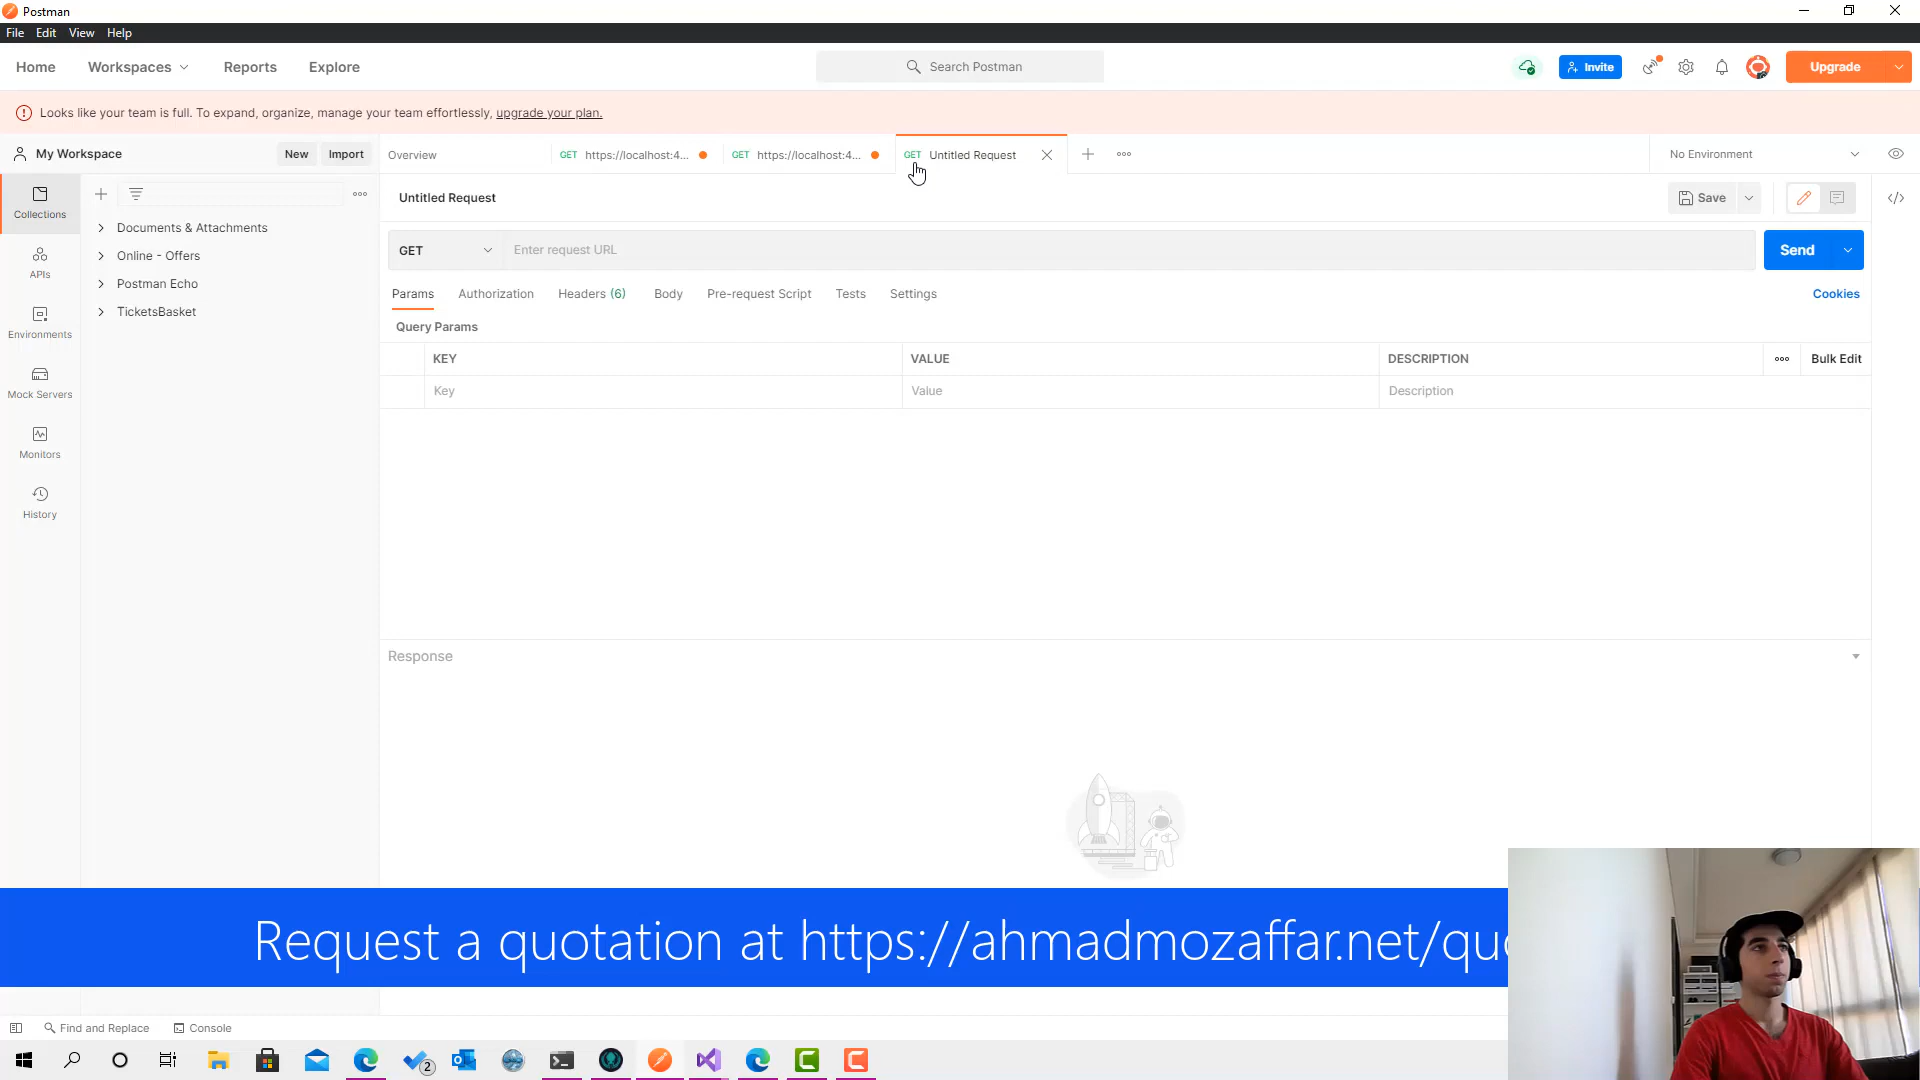 Postman
File Edit View Help
Home Workspaces Reports Explore Search Postman Invite Upgrade
Looks like your team is full. To expand, organize, manage your team effortlessly, upgrade your plan.
My Workspace New Import Overview GET https://localhost:4... GET https://localhost:4... GET Untitled Request No Environment
Untitled Request Save
Collections
Documents & Attachments
Online - Offers
Postman Echo
TicketsBasket
APIs
Environments
Mock Servers
Monitors
History
GET Enter request URL Send
Params Authorization Headers (6) Body Pre-request Script Tests Settings Cookies
Query Params
KEY VALUE DESCRIPTION Bulk Edit
Key Value Description
Response
Request a quotation at https://ahmadmozaffar.net/quo
Find and Replace Console
2